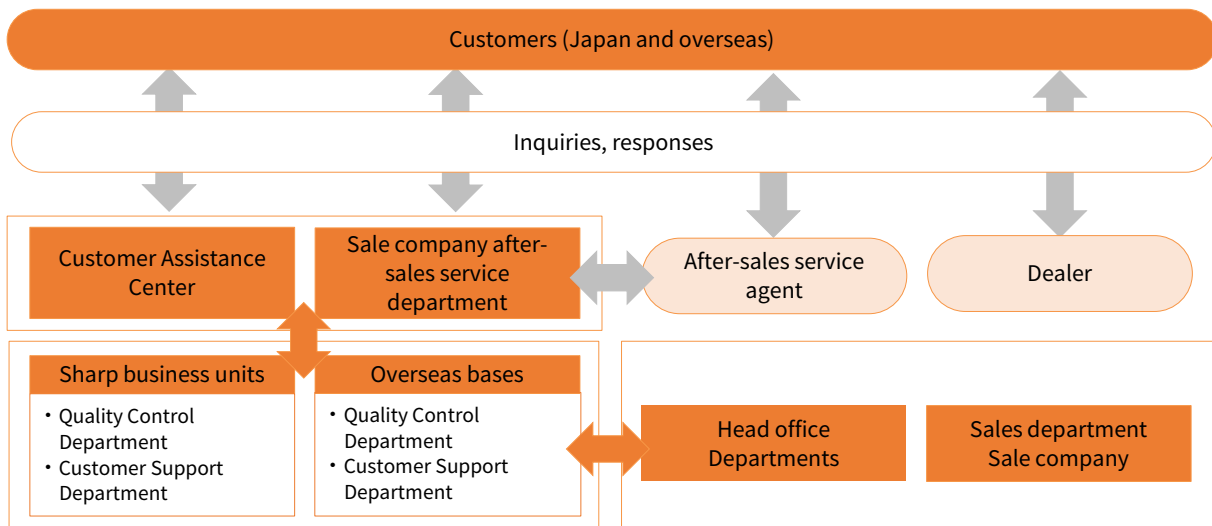 Customers (Japan and overseas)
Inquiries, responses
Customer Assistance
Center
Sale company after-
sales service
department
After-sales service
agent
Dealer
Sharp business units
・Quality Control
Department
・Customer Support
Department
Overseas bases
・Quality Control
Department
・Customer Support
Department
Head office
Departments
Sales department
Sale company